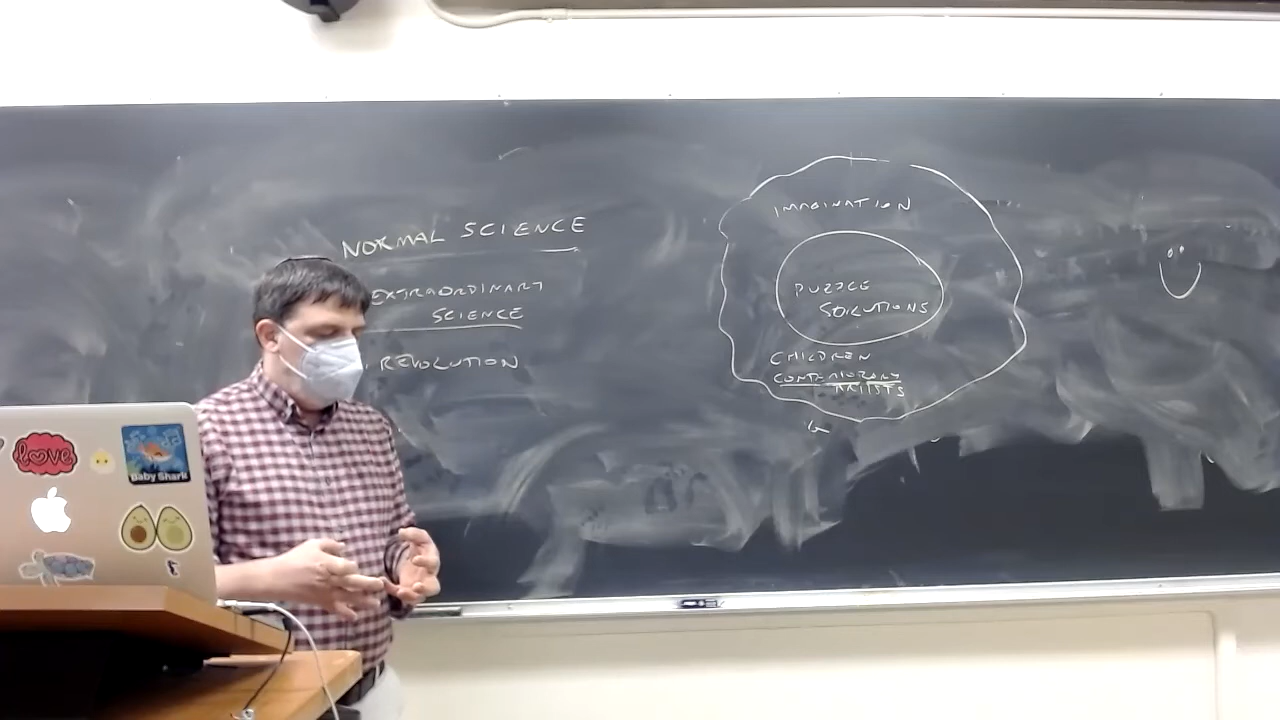 NORMAL SCIENCE
EXTRAORDINARY
SCIENCE
REVOLUTION
IMAGINATION
PUZZLE
SOLUTIONS
CHILDREN
CONTEMPORARY
ARTISTS
love
Baby Shark